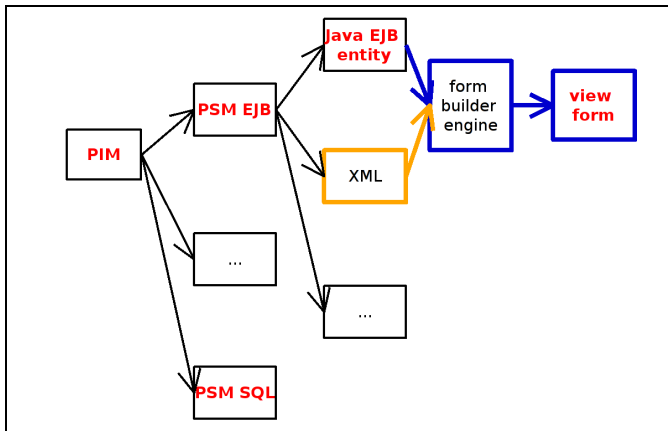 Java EJB
entity
PSM EJB
form
builder
engine
view
form
PIM
XML
...
...
PSM SQL